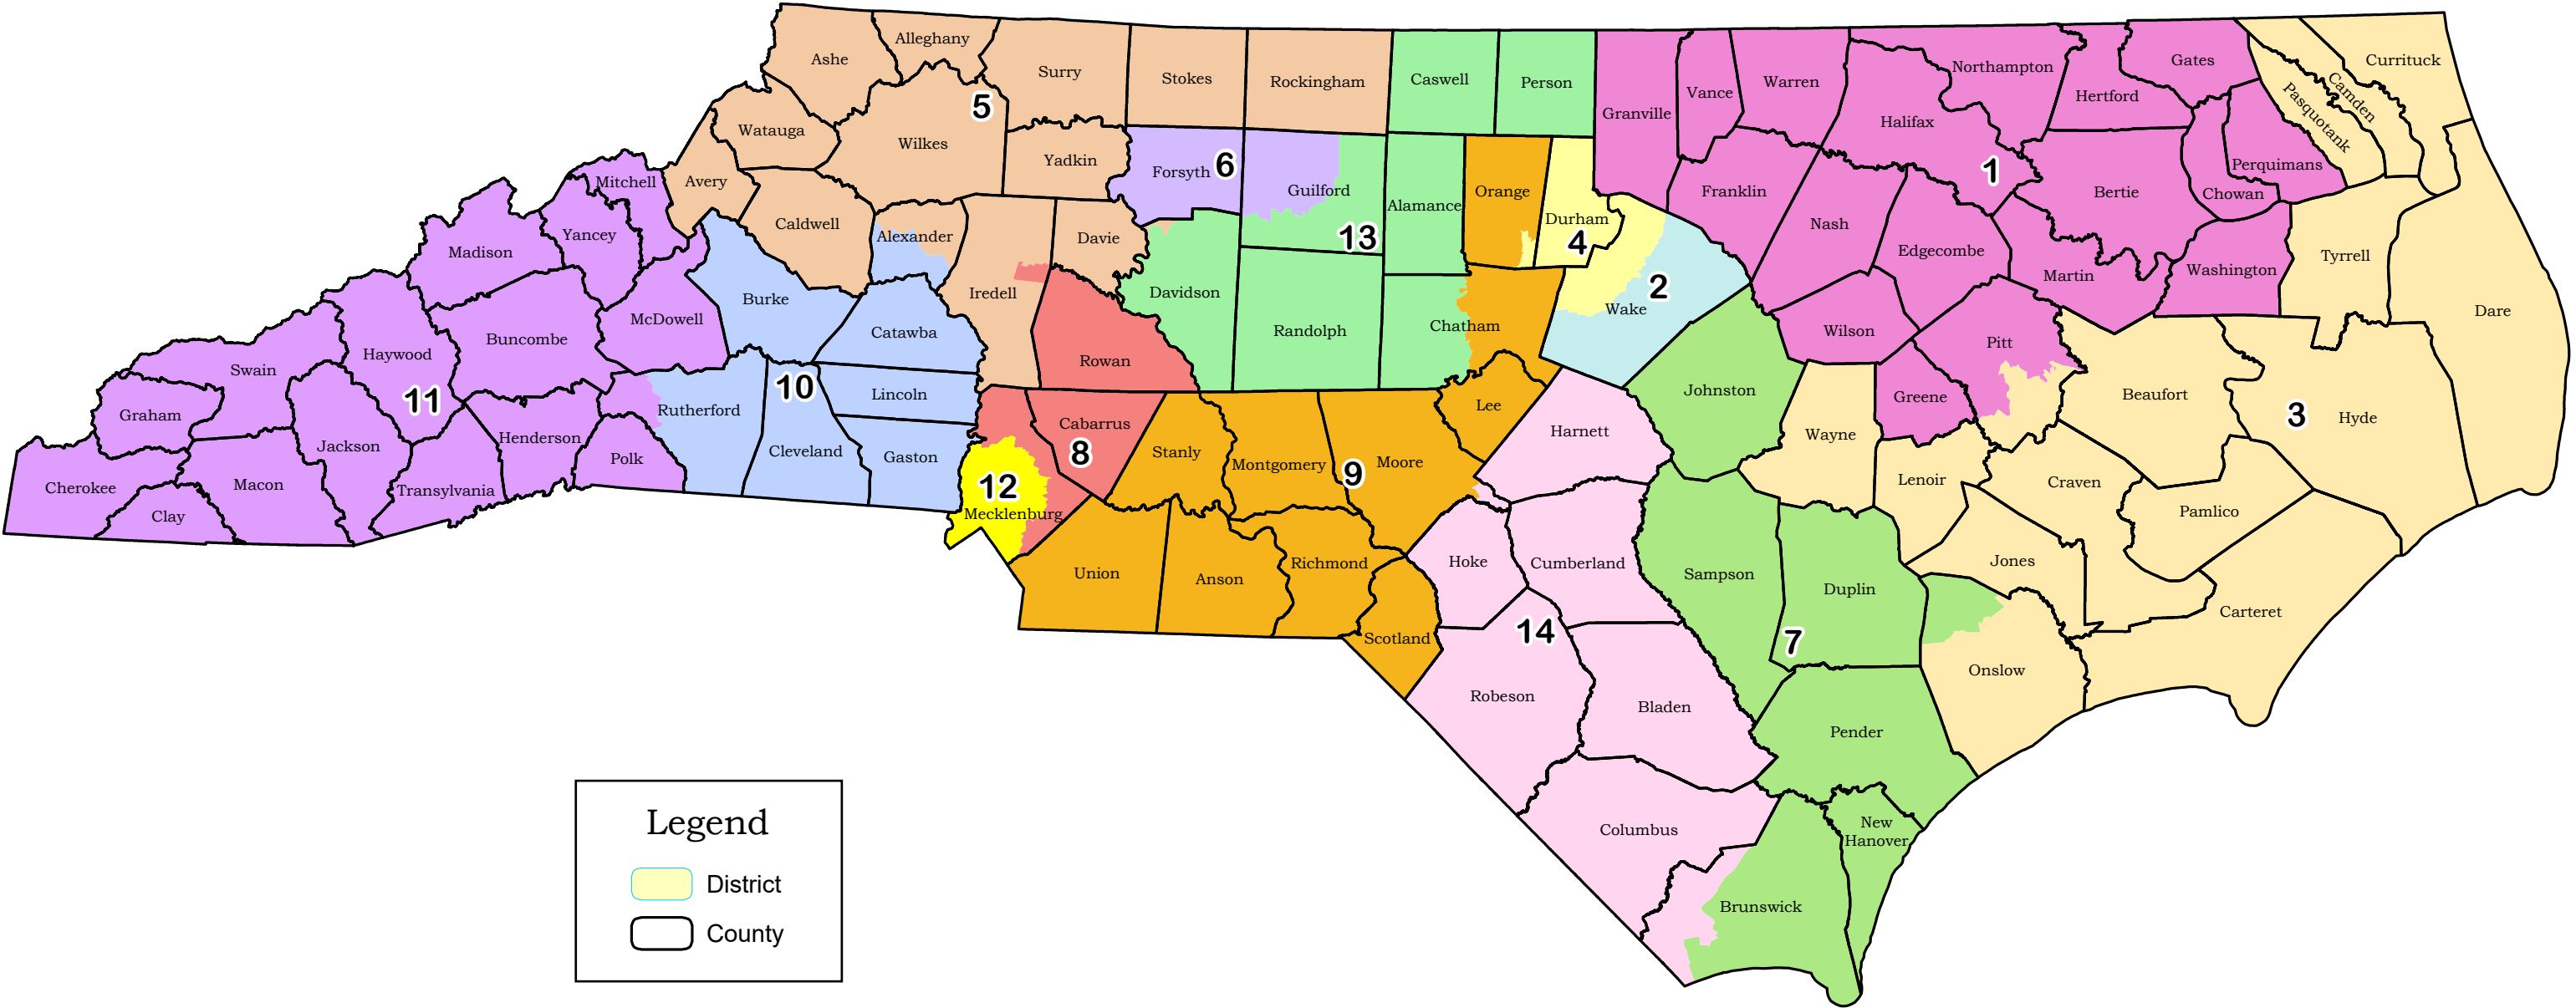 Ashe
Alleghany
Surry
Stokes
Rockingham
Caswell
Person
Granville
Vance
Warren
Northampton
Halifax
Hertford
Gates
Currituck
Camden
Pasquotank
Perquimans
Chowan
Bertie
1
Watauga
Wilkes
5
Yadkin
Forsyth
6
Guilford
Alamance
Orange
Durham
4
Franklin
Nash
Edgecombe
Martin
Washington
Tyrrell
Dare
Mitchell
Avery
Caldwell
Alexander
Davie
13
Madison
Yancey
Burke
Iredell
Davidson
Randolph
Chatham
Wake
2
McDowell
Catawba
Rowan
Wilson
Pitt
Johnston
Swain
Haywood
Buncombe
11
Graham
Rutherford
10
Lincoln
Cabarrus
8
Lee
Greene
Beaufort
3
Hyde
Wayne
Harnett
Jackson
Henderson
Polk
Cleveland
Gaston
Stanly
Montgomery
9
Moore
Cherokee
Macon
Transylvania
Clay
12
Mecklenburg
Lenoir
Craven
Pamlico
Union
Anson
Richmond
Hoke
Cumberland
Sampson
Duplin
Jones
Carteret
Scotland
14
7
Onslow
Robeson
Bladen
Pender
Columbus
New
Hanover
Brunswick
Legend
District
County